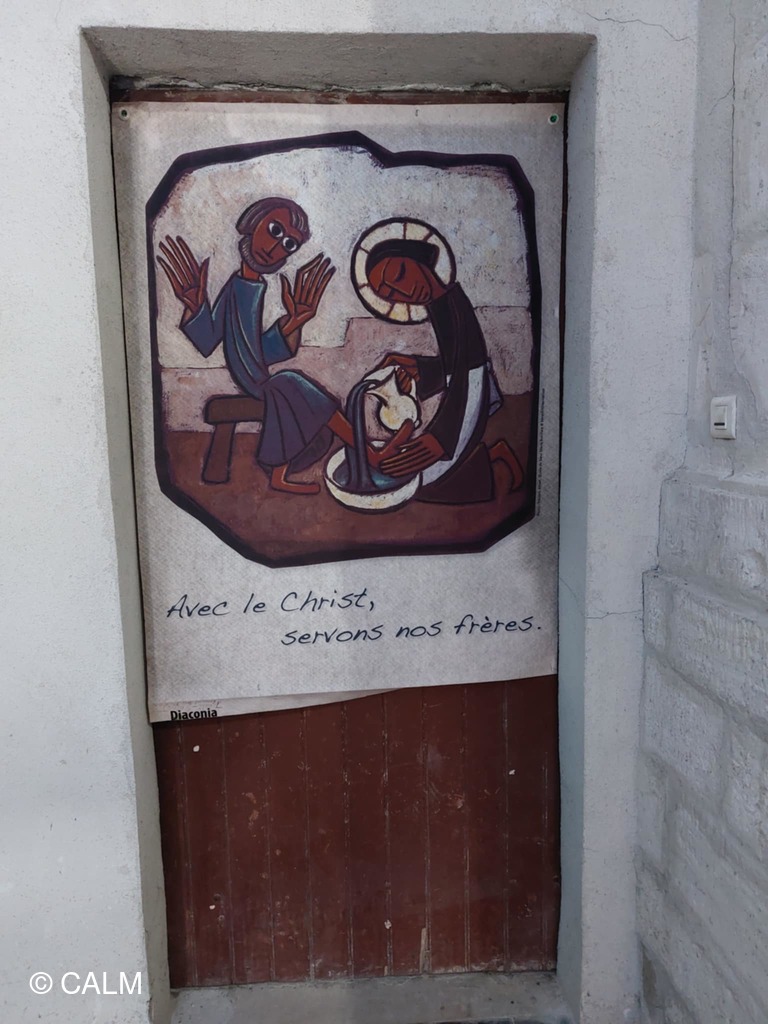 Avec le Christ,
servons nos frères.
Diaconia
© CALM